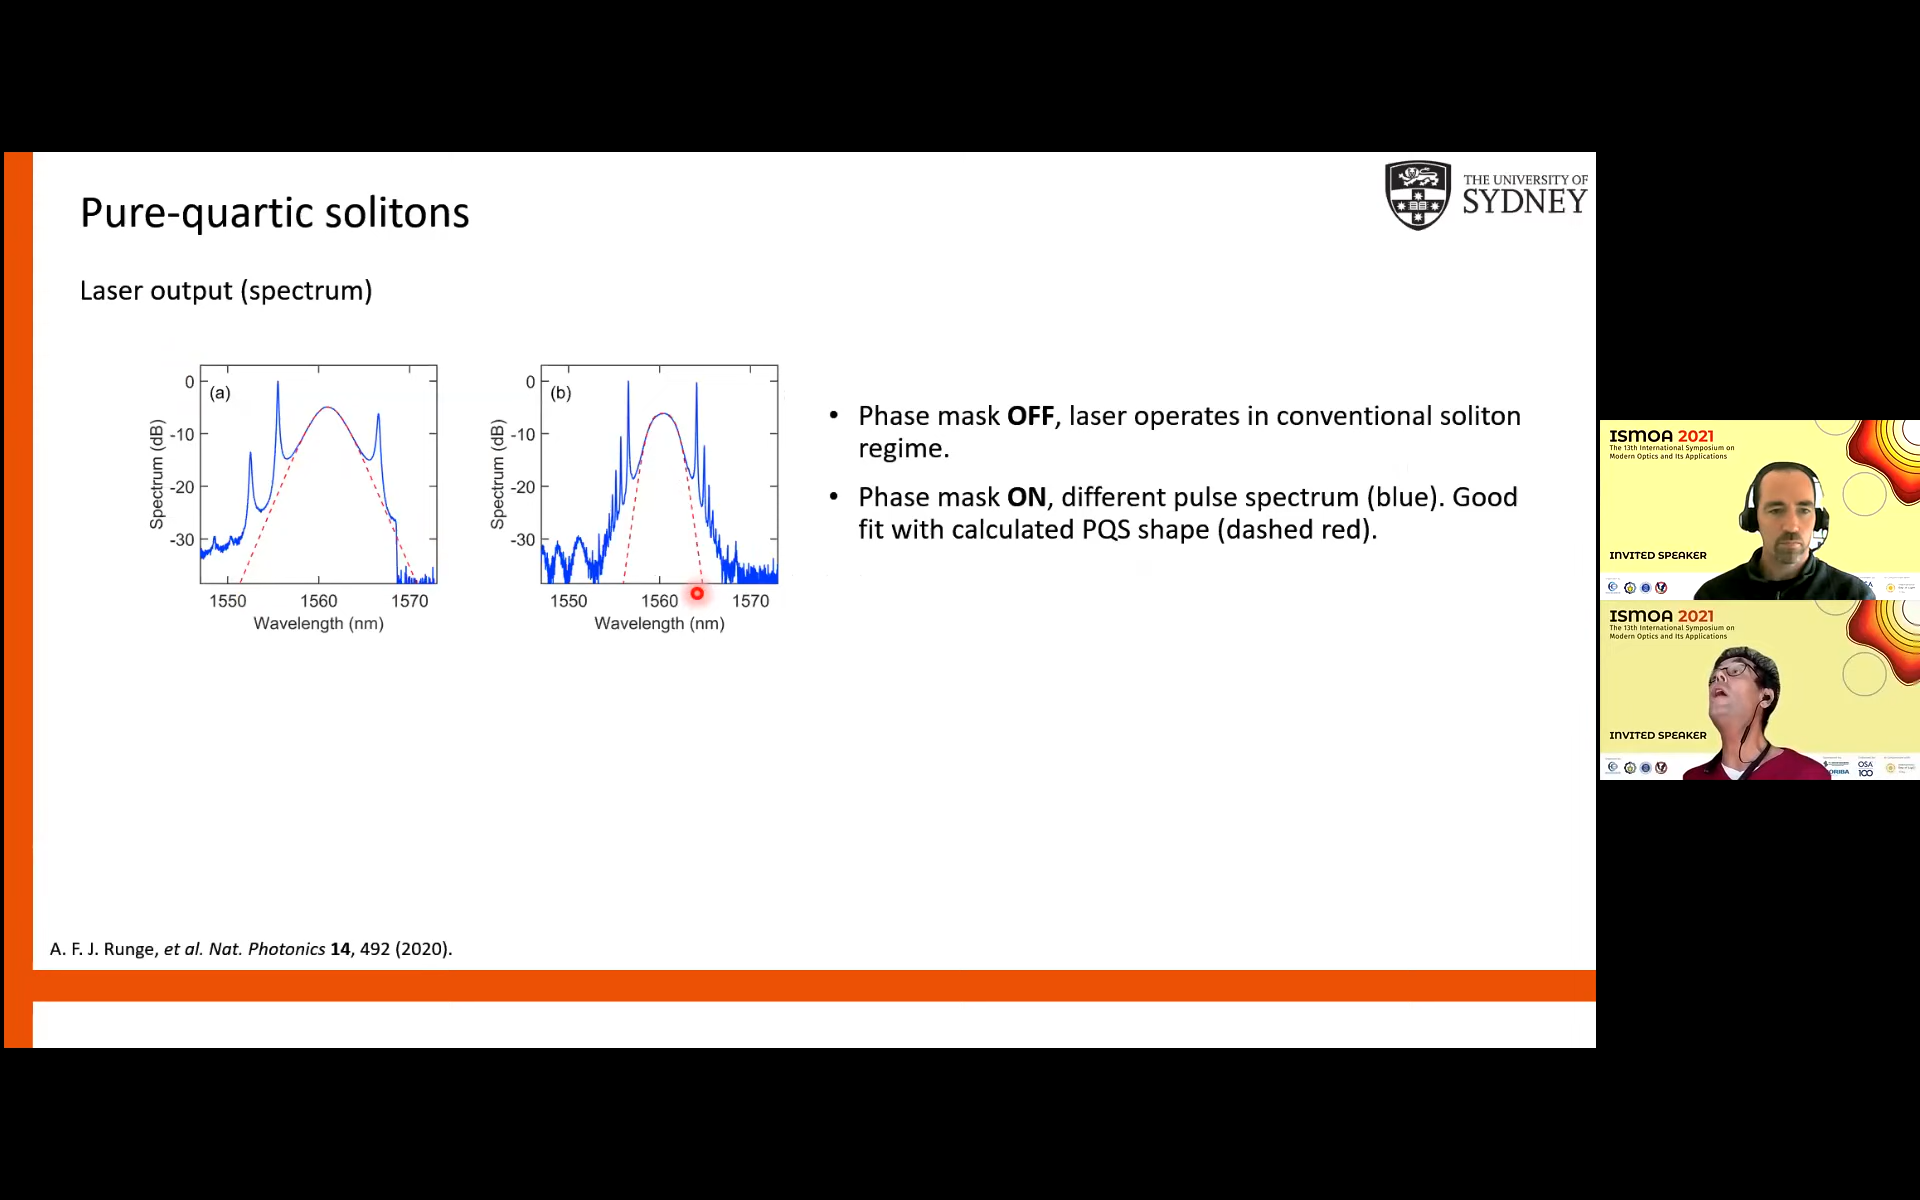 Pure-quartic solitons
THE UNIVERSITY OF
SYDNEY
Laser output (spectrum)
(a)
0
-10
-20
-30
Spectrum (dB)
1550 1560 1570
Wavelength (nm)
(b)
0
-10
-20
-30
Spectrum (dB)
1550 1560 1570
Wavelength (nm)
• Phase mask OFF, laser operates in conventional soliton
regime.
• Phase mask ON, different pulse spectrum (blue). Good
fit with calculated PQS shape (dashed red).
A. F. J. Runge, et al. Nat. Photonics 14, 492 (2020).
ISMOA 2021
The 13th International Symposium on
Modern Optics and Its Applications
INVITED SPEAKER
ISMOA 2021
The 13th International Symposium on
Modern Optics and Its Applications
INVITED SPEAKER
OSA
100